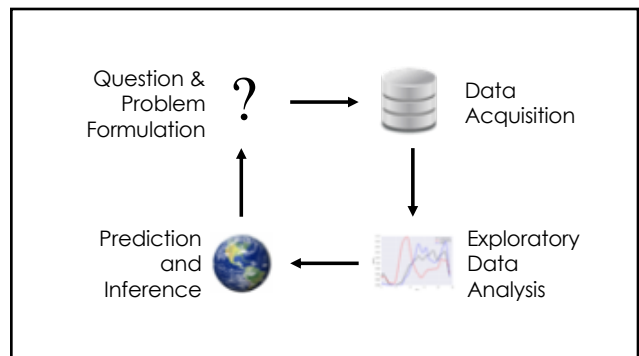 Question &
Problem
Formulation
?
Data
Acquisition
Prediction
and
Inference
Exploratory
Data
Analysis